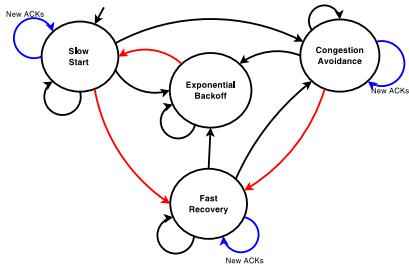 New ACKs
Slow
Start
Congestion
Avoidance
Exponential
Backoff
New ACKs
Fast
Recovery
New ACKs